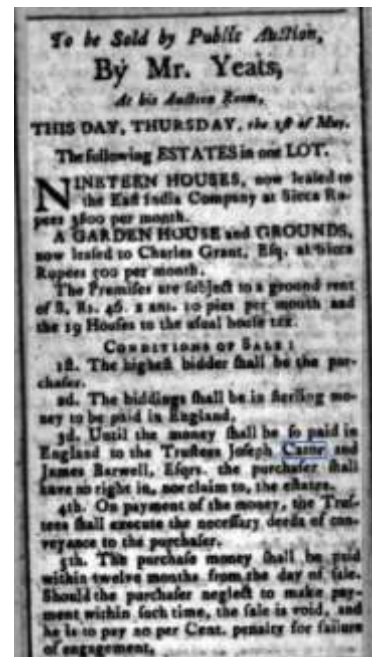 To be Sold by Publſc Auction,
By Mr. Yeats,
At his Auction Room,
THIS DAY, THURSDAY, the 1ſt of May.
The following ESTATES in one LOT.
NINETEEN HOUSES, now leaſed to
the Eaſt India Company at Sicca Ru-
pees 3800 per month.
A GARDEN HOUSE and GROUNDS,
now leaſed to Charles Grant, Eſq. at Sicca
Rupees 500 per month.
The Premiſes are ſubject to a ground rent
of S. Rs. 46. 2 ans. 10 pies per month and
the 19 Houſes to the uſual houſe tax.
CONDITIONS OF SALE:
1ſt. The higheſt bidder ſhall be the pur-
chaſer.
2d. The biddings ſhall be in ſterling mo-
ney to be paid in England.
3d. Until the money ſhall be ſo paid in
England to the Truſtees Joſeph and
James Barwell, Eſqrs. the purchaſer ſhall
have no right in, nor claim to, the eſtates.
4th. On payment of the money, the Truſ-
tees ſhall execute the neceſſary deeds of con-
veyance to the purchaſer.
5th. The purchaſe money ſhall be paid
within twelve months from the day of ſale.
Should the purchaſer neglect to make pay-
ment within ſuch time, the ſale is void, and
he is to pay 20 per Cent. penalty for failure
of engagement.